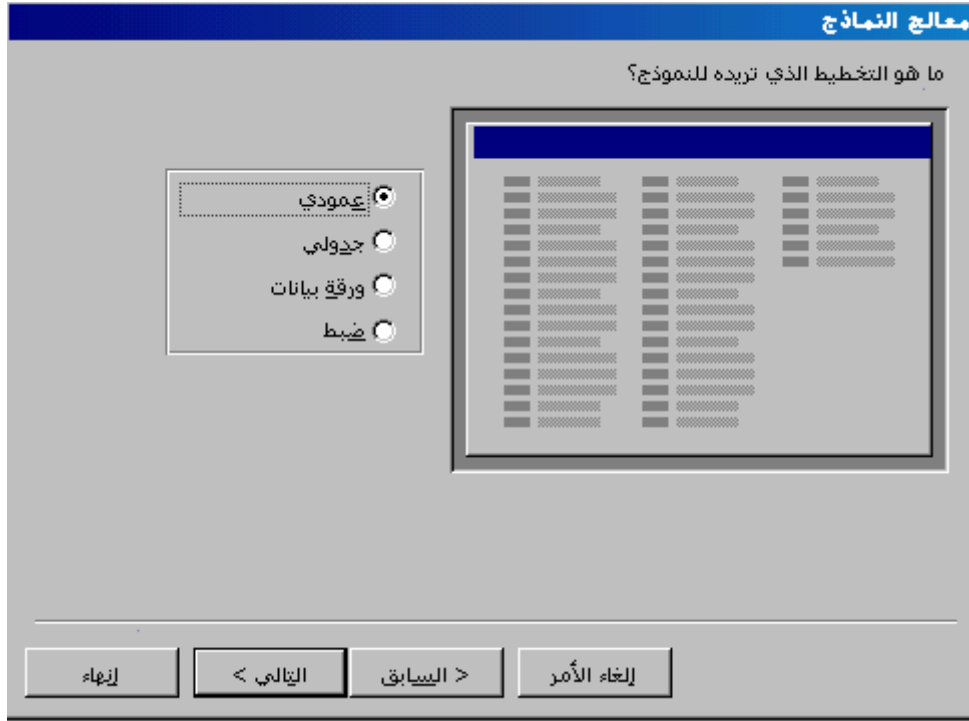 معالج النماذج
ما هو التخطيط الذي تريده للنموذج؟
عمودي
جدولي
ورقة بيانات
ضبط
إلغاء الأمر
< السابق
التالي >
إنهاء